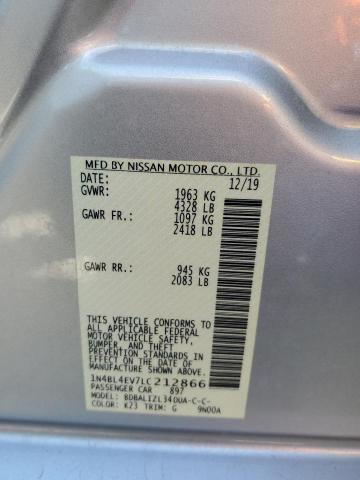 MFD BY NISSAN MOTOR CO., LTD.
DATE: 12/19
GVWR: 1963 KG
4328 LB
GAWR FR: 1097 KG
2418 LB
GAWR RR: 945 KG
2083 LB
THIS VEHICLE CONFORMS TO ALL
APPLICABLE FEDERAL
MOTOR VEHICLE SAFETY,
BUMPER, AND THEFT PREVENTION
STANDARDS IN
EFFECT ON THE DATE OF
MANUFACTURE SHOWN ABOVE.
1N4BL4EV7LC212866
PASSENGER CAR 897
MODEL: BDBALIZL34DUA-C-C-
COLOR: K23 TRIM: G 9N00A